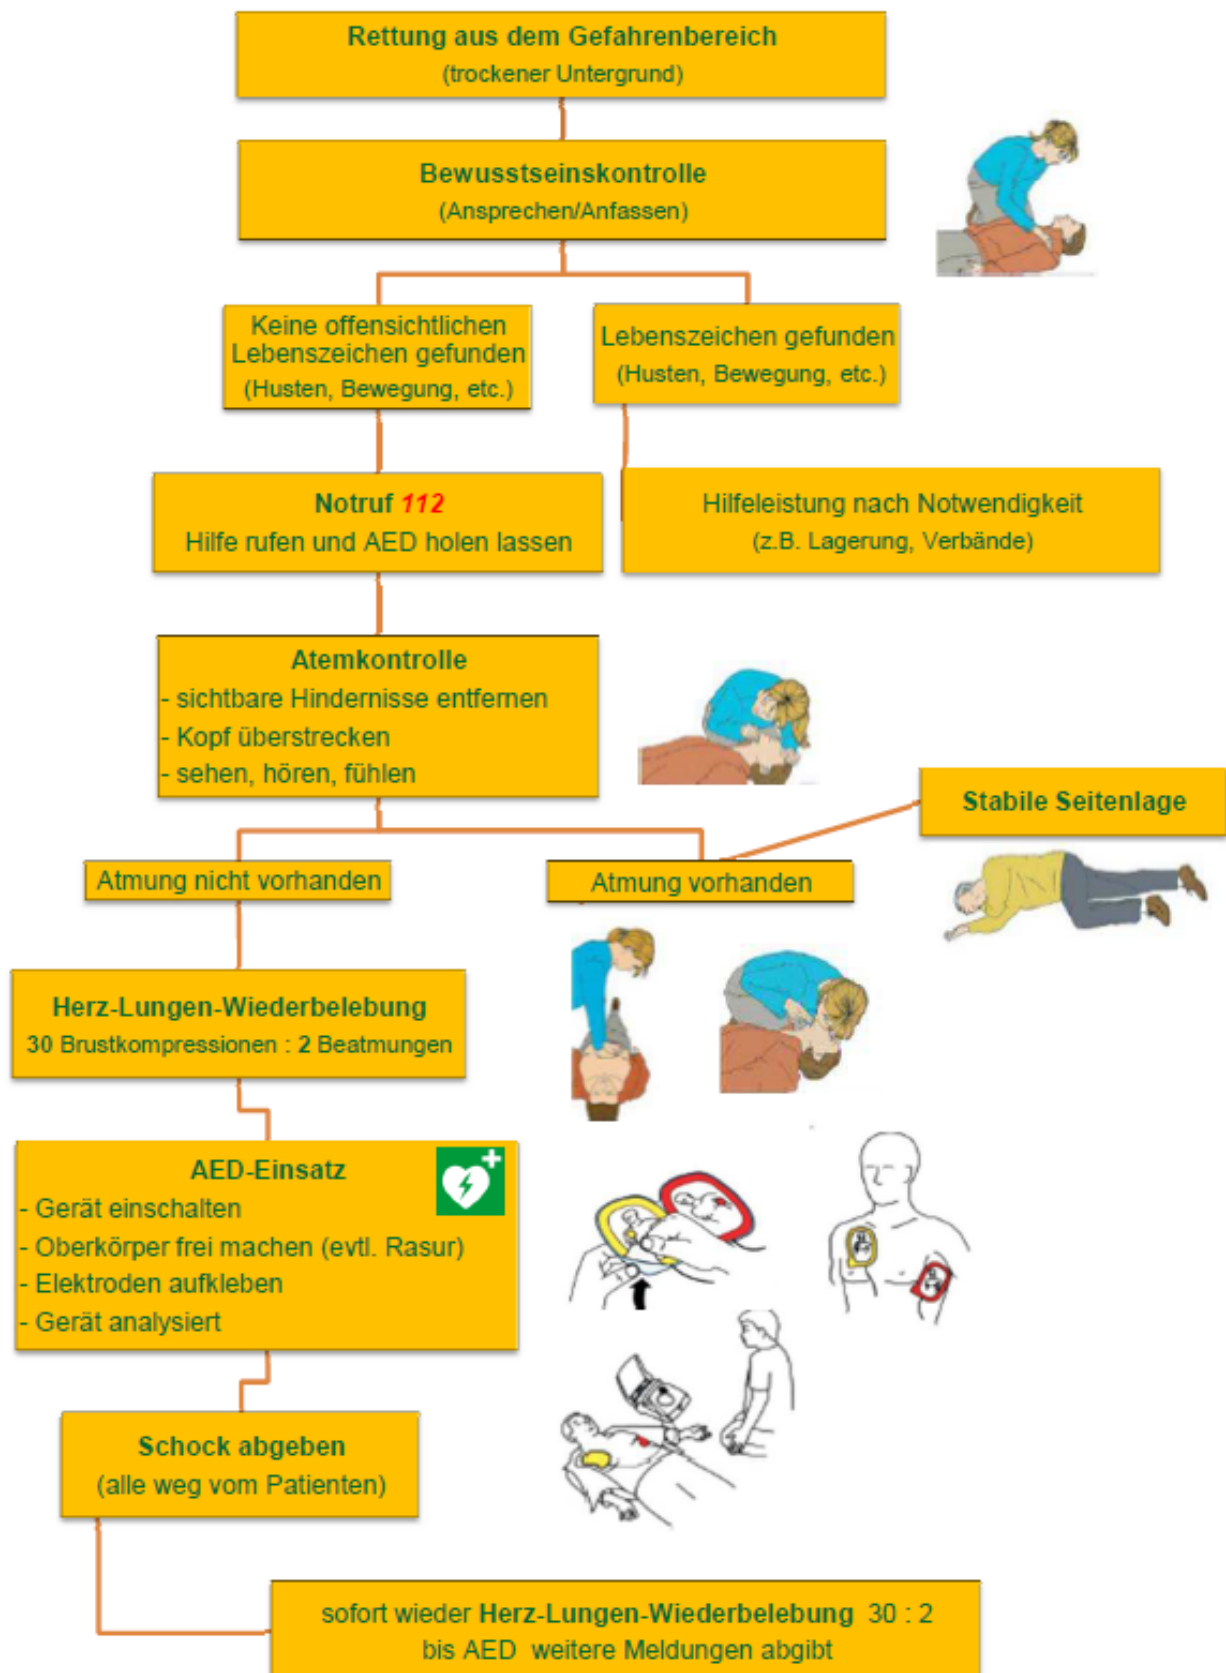 Rettung aus dem Gefahrenbereich
(trockener Untergrund)
Bewusstseinskontrolle
(Ansprechen/Anfassen)
Keine offensichtlichen
Lebenszeichen gefunden
(Husten, Bewegung, etc.)
Lebenszeichen gefunden
(Husten, Bewegung, etc.)
Notruf 112
Hilfe rufen und AED holen lassen
Hilfeleistung nach Notwendigkeit
(z.B. Lagerung, Verbände)
Atemkontrolle
- sichtbare Hindernisse entfernen
- Kopf überstrecken
- sehen, hören, fühlen
Stabile Seitenlage
Atmung nicht vorhanden
Atmung vorhanden
Herz-Lungen-Wiederbelebung
30 Brustkompressionen : 2 Beatmungen
AED-Einsatz
- Gerät einschalten
- Oberkörper frei machen (evtl. Rasur)
- Elektroden aufkleben
- Gerät analysiert
Schock abgeben
(alle weg vom Patienten)
sofort wieder Herz-Lungen-Wiederbelebung 30 : 2
bis AED weitere Meldungen abgibt